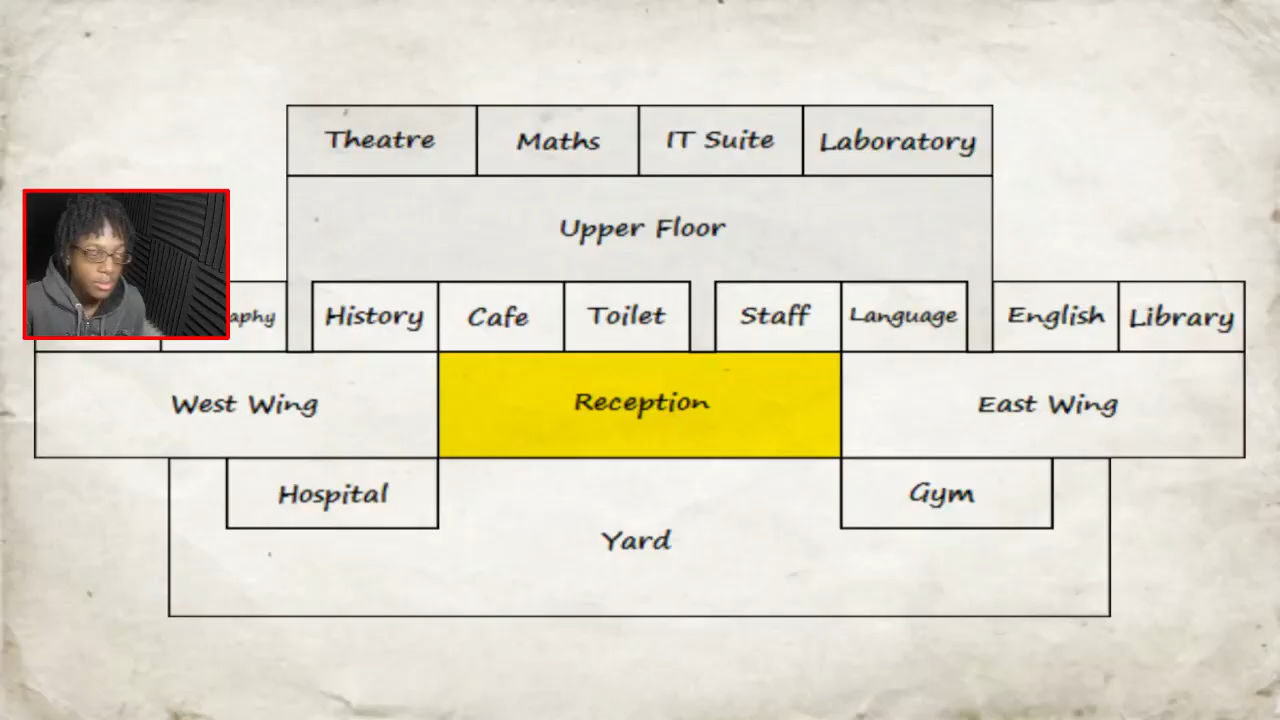 Theatre Maths IT Suite Laboratory
Upper Floor
History Cafe Toilet Staff Language English Library
West Wing Reception East Wing
Hospital Gym
Yard